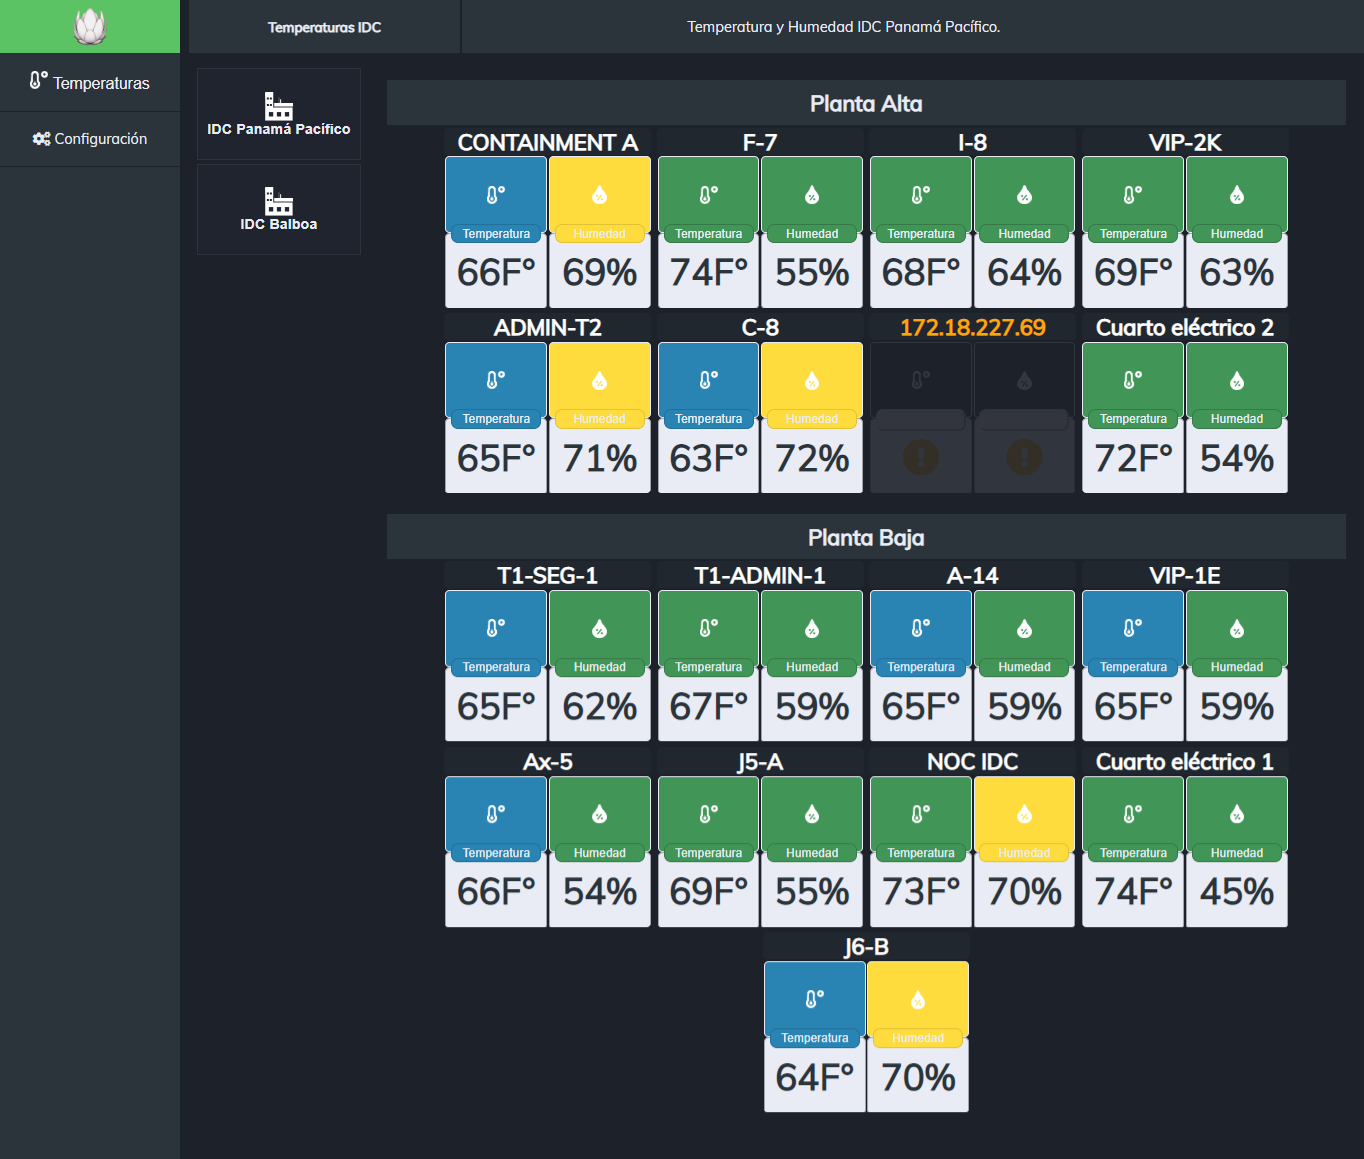 Temperaturas IDC
Temperatura y Humedad IDC Panamá Pacífico.
Temperaturas
Configuración
IDC Panamá Pacífico
IDC Balboa
Planta Alta
CONTAINMENT A
Temperatura
Humedad
66F°
69%
F-7
Temperatura
Humedad
74F°
55%
I-8
Temperatura
Humedad
68F°
64%
VIP-2K
Temperatura
Humedad
69F°
63%
ADMIN-T2
Temperatura
Humedad
65F°
71%
C-8
Temperatura
Humedad
63F°
72%
172.18.227.69
Cuarto eléctrico 2
Temperatura
Humedad
72F°
54%
Planta Baja
T1-SEG-1
Temperatura
Humedad
65F°
62%
T1-ADMIN-1
Temperatura
Humedad
67F°
59%
A-14
Temperatura
Humedad
65F°
59%
VIP-1E
Temperatura
Humedad
65F°
59%
Ax-5
Temperatura
Humedad
66F°
54%
J5-A
Temperatura
Humedad
69F°
55%
NOC IDC
Temperatura
Humedad
73F°
70%
Cuarto eléctrico 1
Temperatura
Humedad
74F°
45%
J6-B
Temperatura
Humedad
64F°
70%